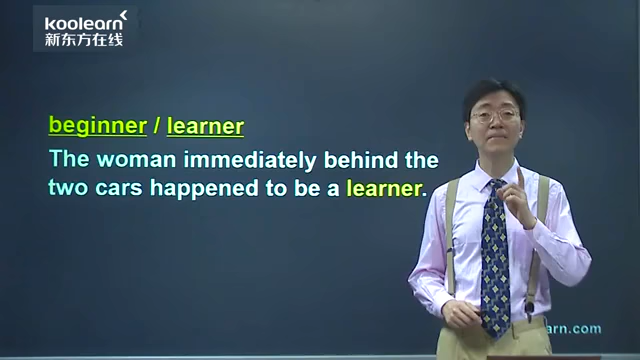 koolearn
新东方在线
beginner / learner
The woman immediately behind the
two cars happened to be a learner.
arn.com